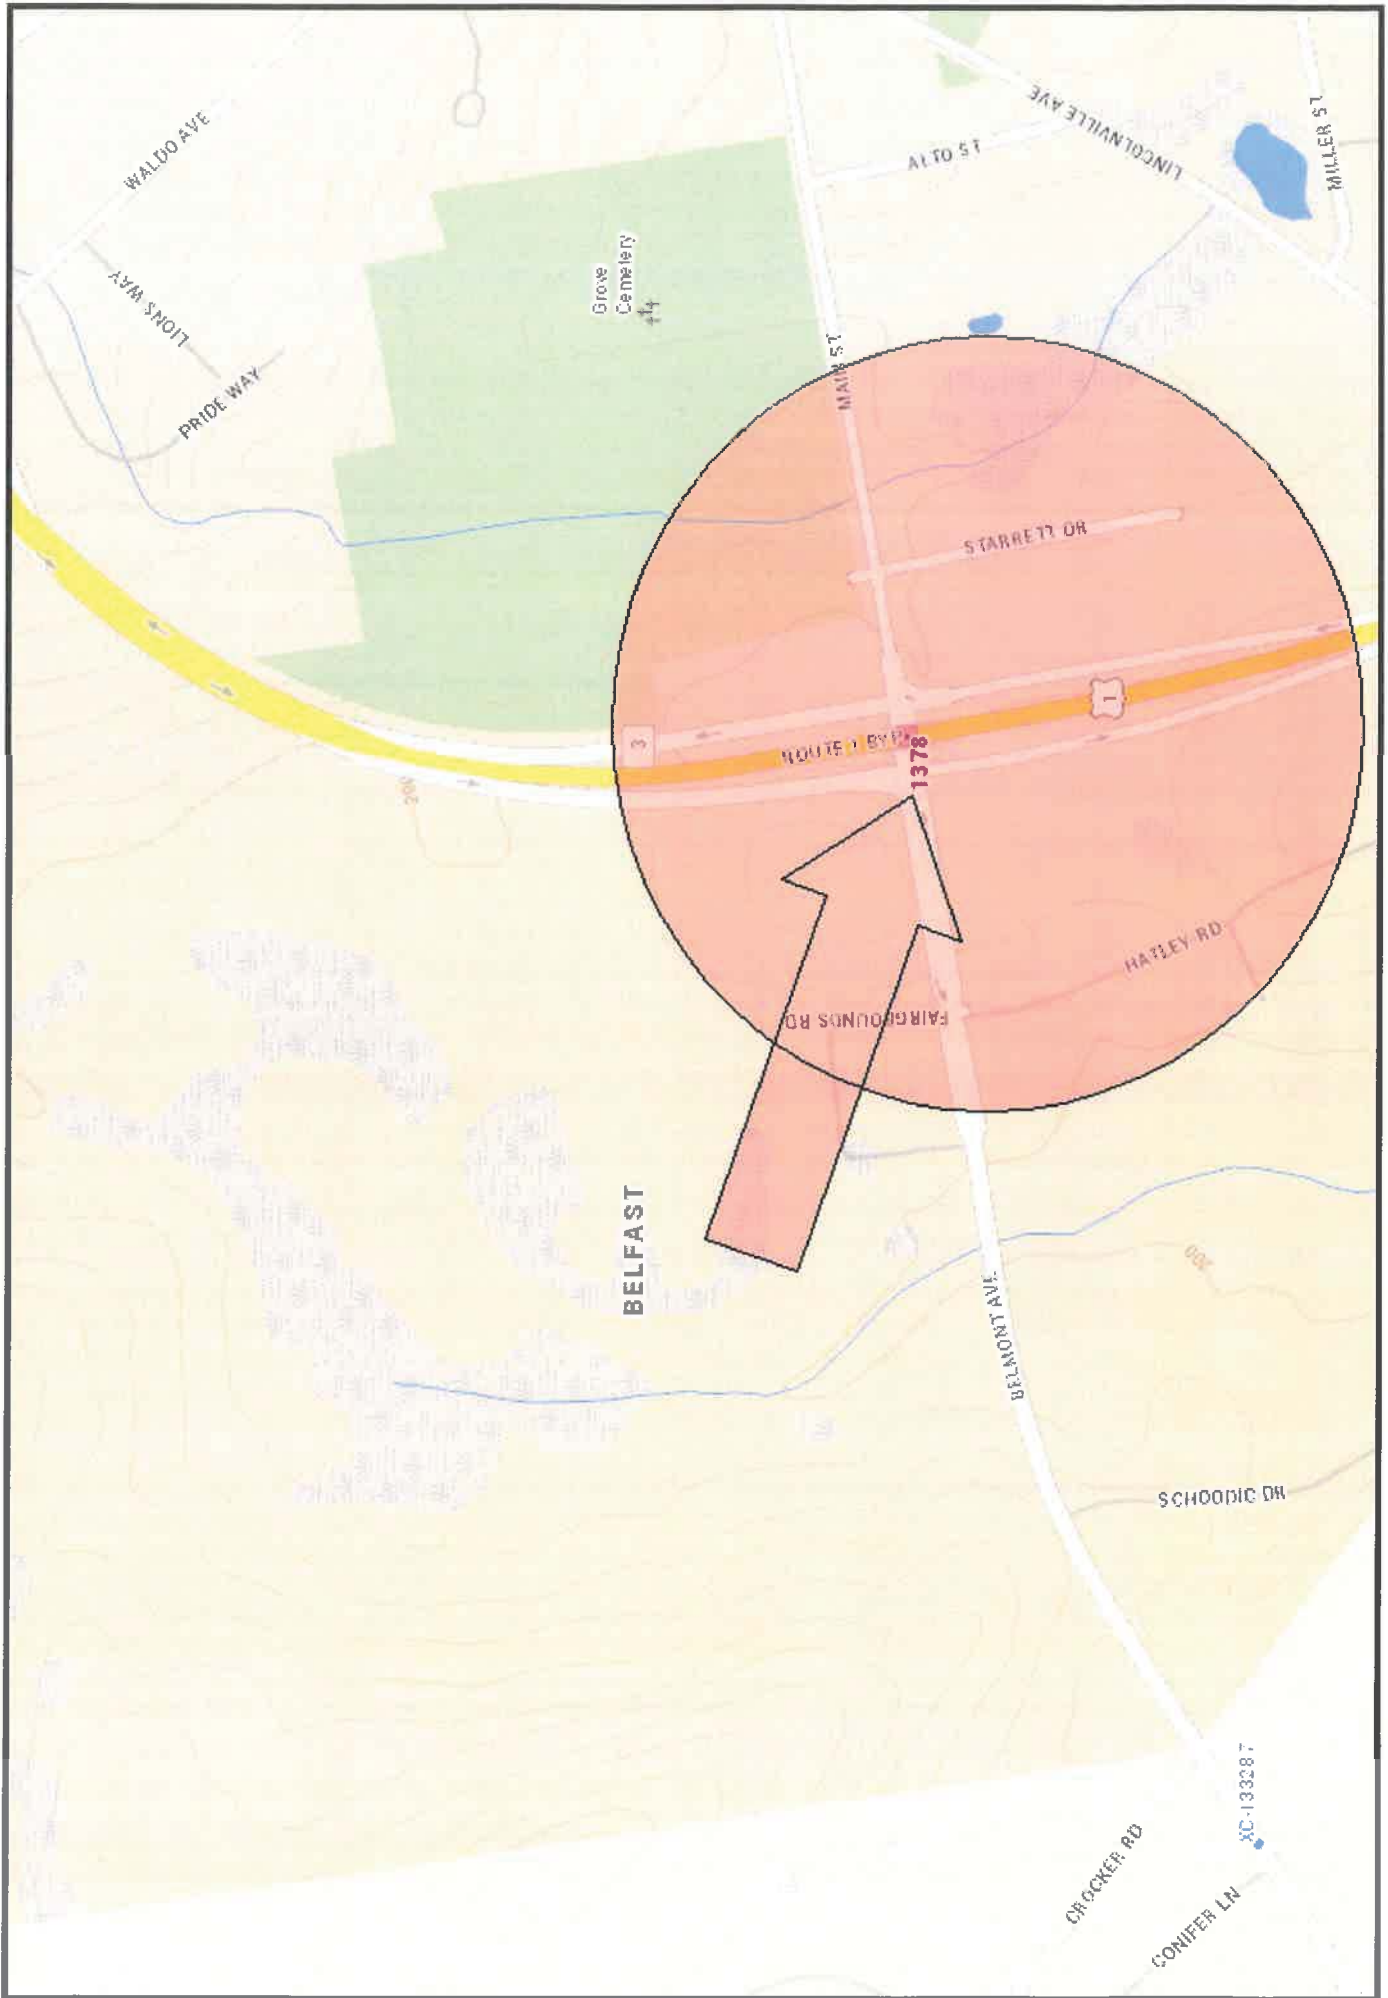 WALDO AVE
LIONS WAY
PRIDE WAY
Grove
Cemetery
MAIN ST
ALTO ST
LINCOLNVILLE AVE
MILLER ST
STARRETT DR
3
ROUTE 1 BYP
1
1378
200
HATLEY RD
FAIRGROUNDS RD
BELFAST
200
BELMONT AVE
SCHOODIC DR
XC-133287
CROCKER RD
CONIFER LN